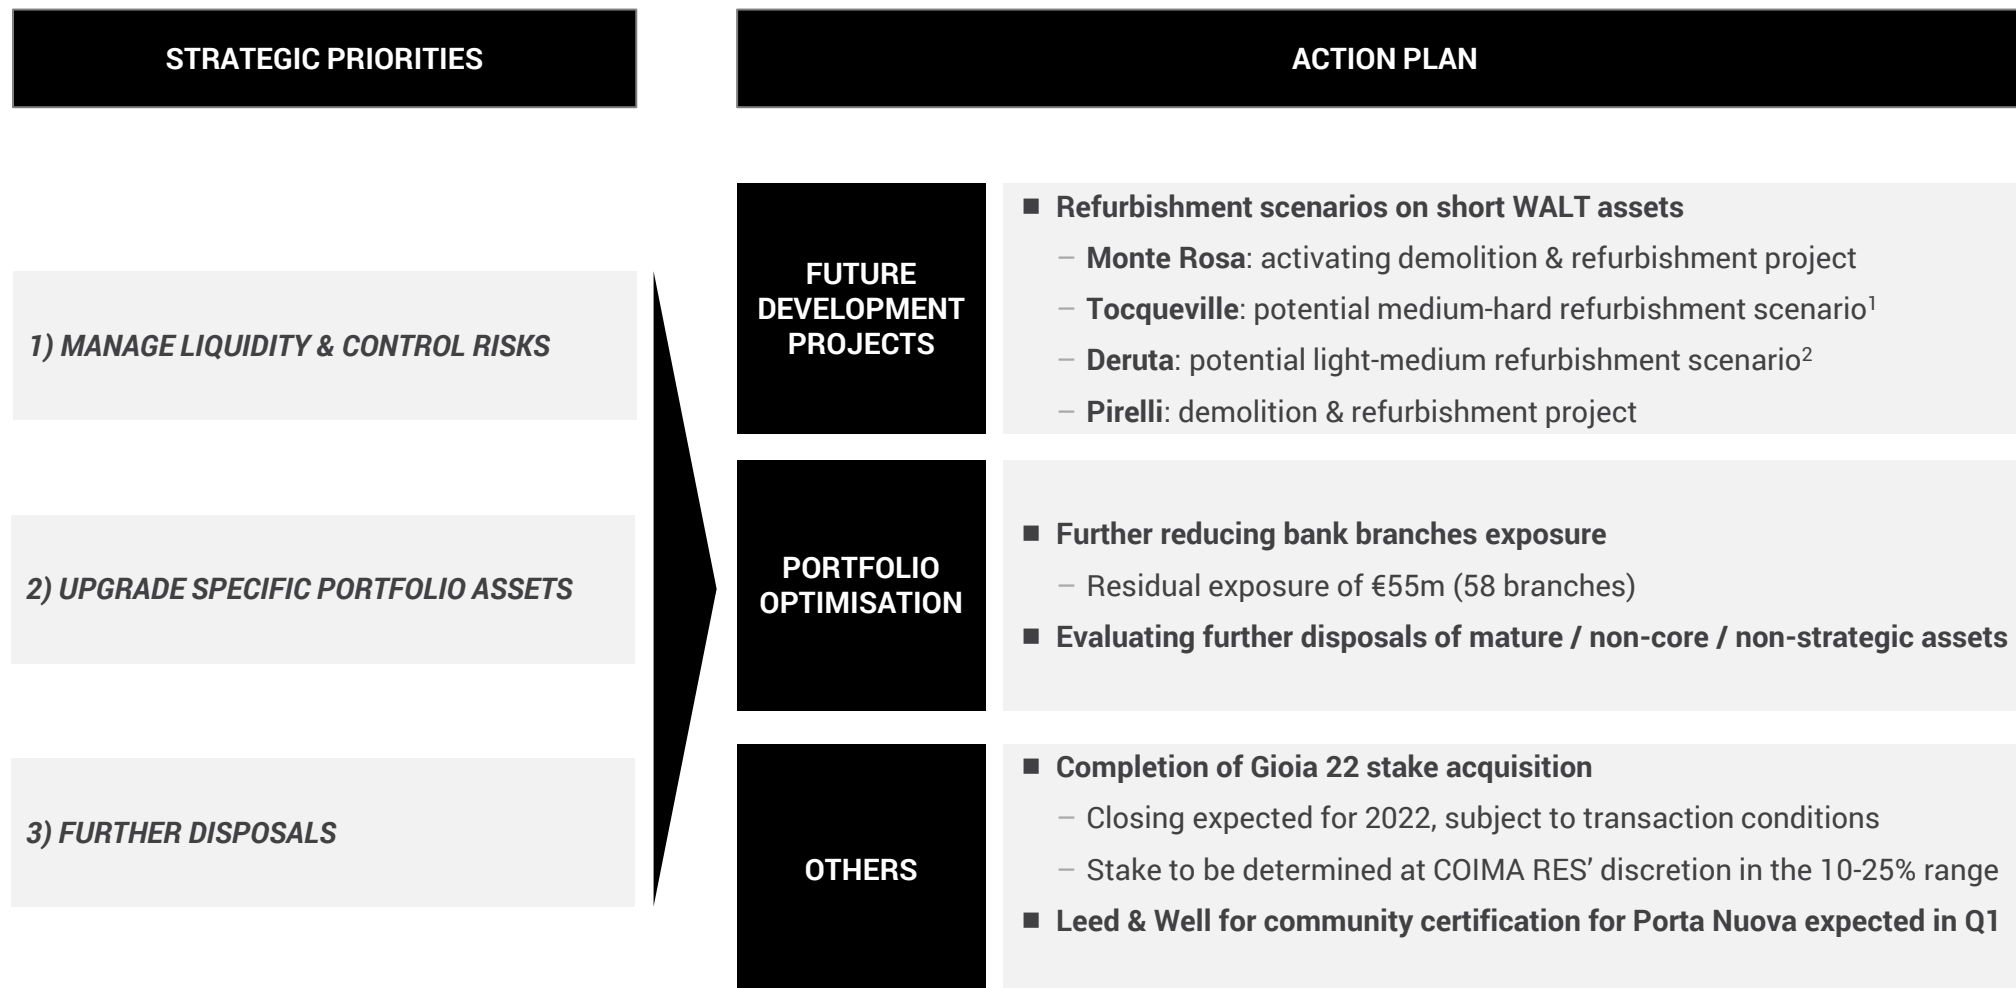 STRATEGIC PRIORITIES
ACTION PLAN
1) MANAGE LIQUIDITY & CONTROL RISKS
2) UPGRADE SPECIFIC PORTFOLIO ASSETS
3) FURTHER DISPOSALS
FUTURE
DEVELOPMENT
PROJECTS
■ Refurbishment scenarios on short WALT assets
– Monte Rosa: activating demolition & refurbishment project
– Tocqueville: potential medium-hard refurbishment scenario¹
– Deruta: potential light-medium refurbishment scenario²
– Pirelli: demolition & refurbishment project
PORTFOLIO
OPTIMISATION
■ Further reducing bank branches exposure
– Residual exposure of €55m (58 branches)
■ Evaluating further disposals of mature / non-core / non-strategic assets
OTHERS
■ Completion of Gioia 22 stake acquisition
– Closing expected for 2022, subject to transaction conditions
– Stake to be determined at COIMA RES’ discretion in the 10-25% range
■ Leed & Well for community certification for Porta Nuova expected in Q1